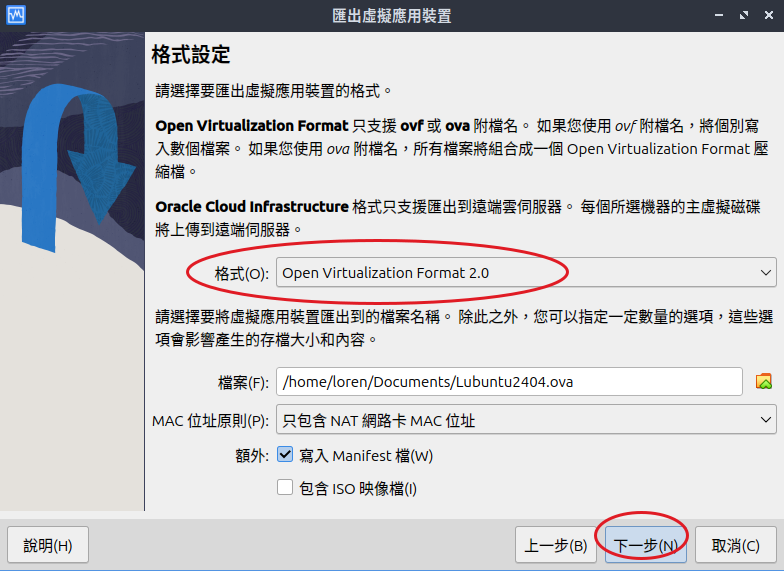 匯出虛擬應用裝置
格式設定
請選擇要匯出虛擬應用裝置的格式。
Open Virtualization Format 只支援 ovf 或 ova 附檔名。 如果您使用 ovf 附檔名，將個別寫
入數個檔案。 如果您使用 ova 附檔名，所有檔案將組合成一個 Open Virtualization Format 壓
縮檔。
Oracle Cloud Infrastructure 格式只支援匯出到遠端雲伺服器。 每個所選機器的主虛擬磁碟
將上傳到遠端伺服器。
格式(O): Open Virtualization Format 2.0
請選擇要將虛擬應用裝置匯出到的檔案名稱。 除此之外，您可以指定一定數量的選項，這些選
項會影響產生的存檔大小和內容。
檔案(F): /home/loren/Documents/Lubuntu2404.ova
MAC 位址原則(P): 只包含 NAT 網路卡 MAC 位址
額外: 寫入 Manifest 檔(W)
包含 ISO 映像檔(I)
說明(H) 上一步(B) 下一步(N) 取消(C)